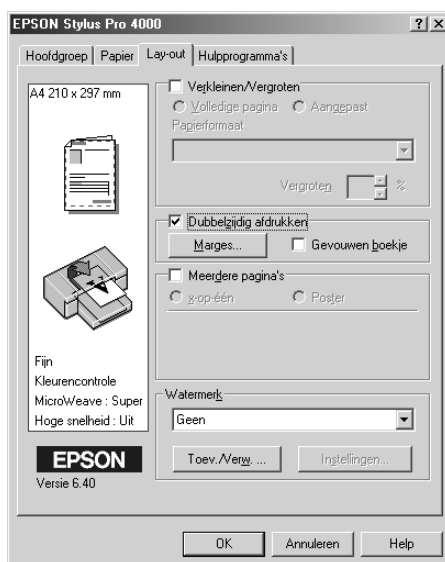 EPSON Stylus Pro 4000
Hoofdgroep Papier Lay-out Hulpprogramma's
A4 210 x 297 mm
Verkleinen/Vergroten
Volledige pagina Aangepast
Papierformaat
Vergroten %
Dubbelzijdig afdrukken
Marges... Gevouwen boekje
Meerdere pagina's
x-op-één Poster
Fijn
Kleurencontrole
MicroWeave : Super
Hoge snelheid : Uit
Watermerk
Geen
Toev./Verw. ... Instellingen...
EPSON
Versie 6.40
OK Annuleren Help